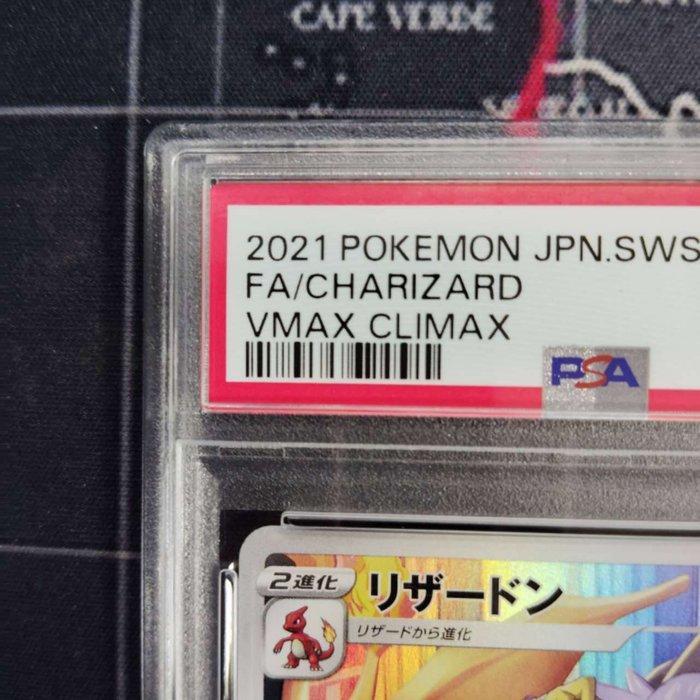 CAPE VERDE
2021 POKEMON JPN.SWS
FA/CHARIZARD
VMAX CLIMAX
PSA
2進化
リザードン
リザードから進化